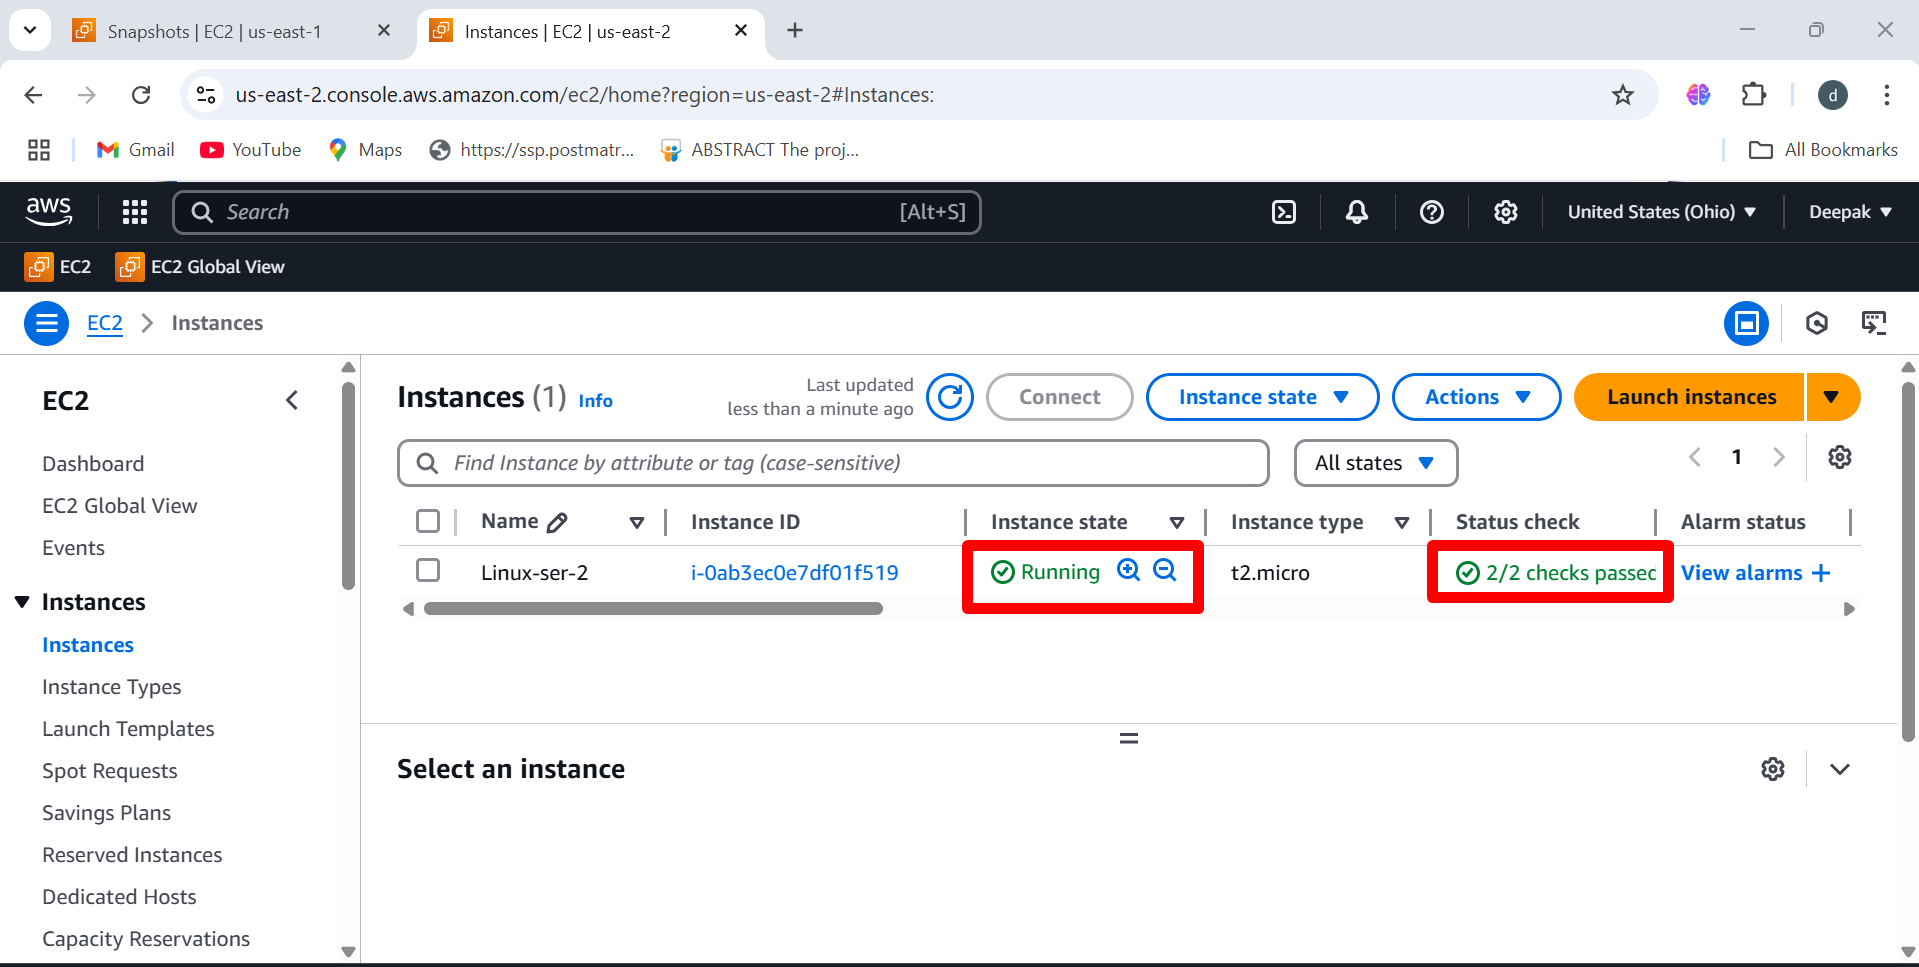 Snapshots | EC2 | us-east-1
Instances | EC2 | us-east-2
us-east-2.console.aws.amazon.com/ec2/home?region=us-east-2#Instances:
d
Gmail
YouTube
Maps
https://ssp.postmatr...
ABSTRACT The proj...
All Bookmarks
aws
Search
[Alt+S]
United States (Ohio)
Deepak
EC2
EC2 Global View
EC2
Instances
EC2
Dashboard
EC2 Global View
Events
Instances
Instances
Instance Types
Launch Templates
Spot Requests
Savings Plans
Reserved Instances
Dedicated Hosts
Capacity Reservations
Instances (1) Info
Last updated
less than a minute ago
Connect
Instance state
Actions
Launch instances
Find Instance by attribute or tag (case-sensitive)
All states
1
Name
Instance ID
Instance state
Instance type
Status check
Alarm status
Linux-ser-2
i-0ab3ec0e7df01f519
Running
t2.micro
2/2 checks passec
View alarms +
Select an instance